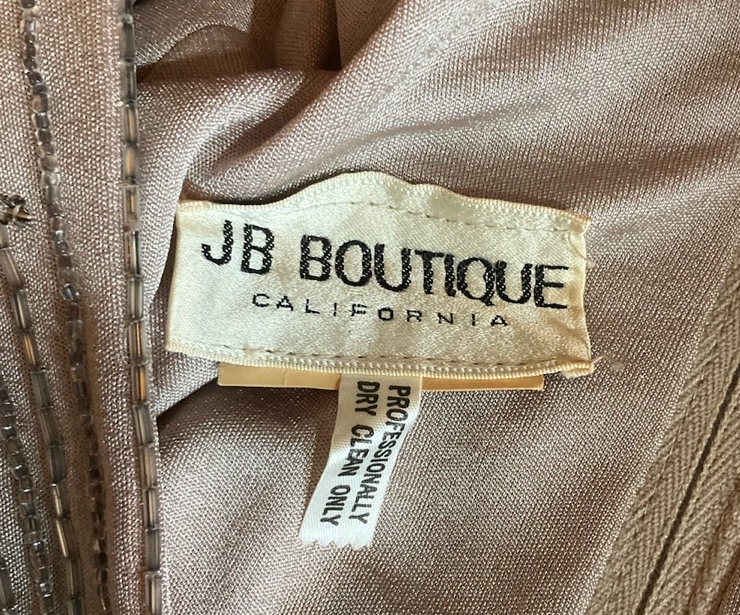 JB BOUTIQUE
CALIFORNIA
PROFESSIONALLY
DRY CLEAN ONLY